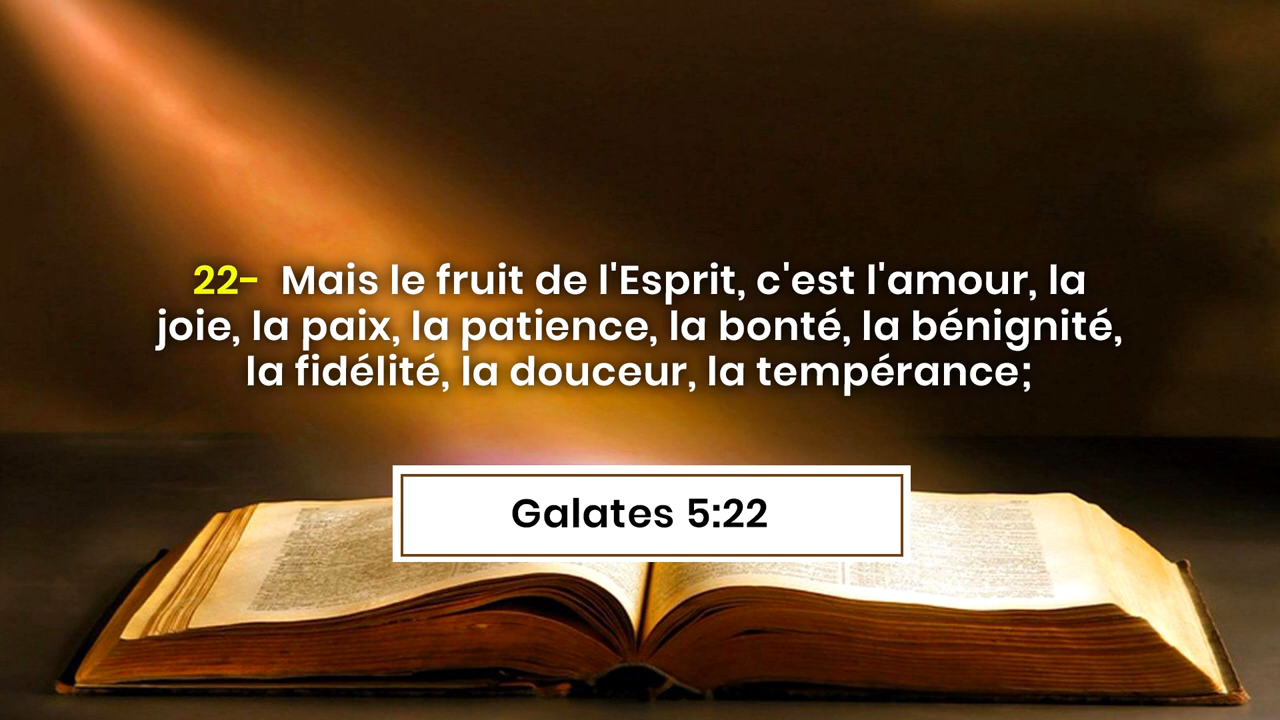 22- Mais le fruit de l'Esprit, c'est l'amour, la
joie, la paix, la patience, la bonté, la bénignité,
la fidélité, la douceur, la tempérance;
Galates 5:22